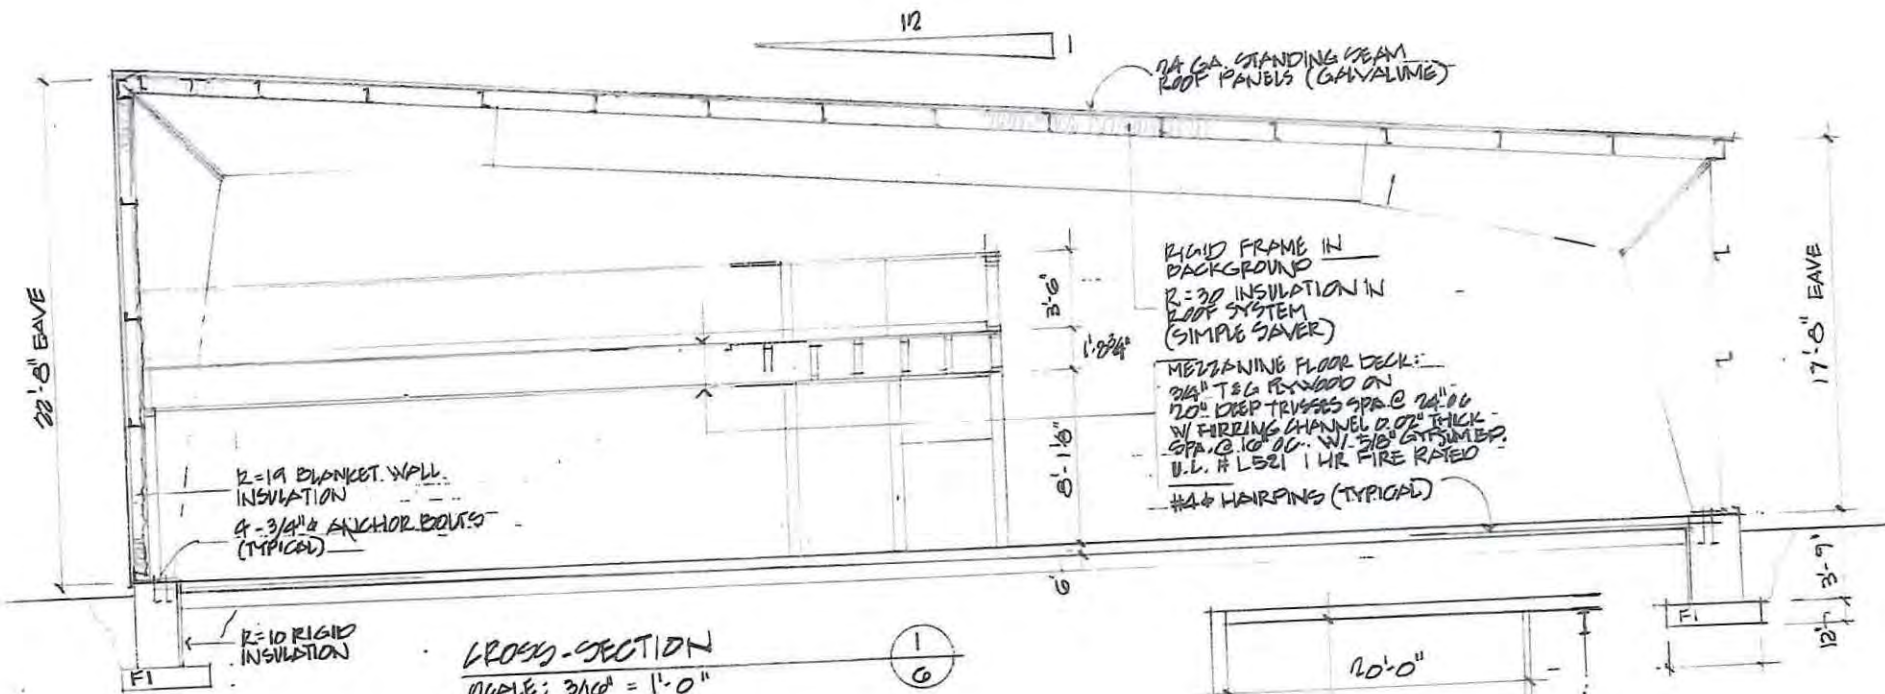 12
1
24 GA. STANDING SEAM
ROOF PANELS (GALVALUME)
22'-8" EAVE
RIGID FRAME IN
BACKGROUND
R=30 INSULATION IN
ROOF SYSTEM
(SIMPLE SAVER)
3'-6"
1'-8 3/4"
MEZZANINE FLOOR DECK:
3/4" T&G PLYWOOD ON
20" DEEP TRUSSES SPA. @ 24" OC
W/ FIRRING CHANNEL 0.02" THICK
SPA. @ 16" OC. W/ 5/8" GYPSUM BD.
U.L. # L521 1 HR FIRE RATED
#4⌀ HAIRPINS (TYPICAL)
17'-8" EAVE
8'-1 1/8"
R=19 BLANKET WALL
INSULATION
4-3/4"⌀ ANCHOR BOLTS
(TYPICAL)
6"
3'-9"
12"
R=10 RIGID
INSULATION
F1
F1
CROSS-SECTION
SCALE: 3/16" = 1'-0"
1
6
20'-0"